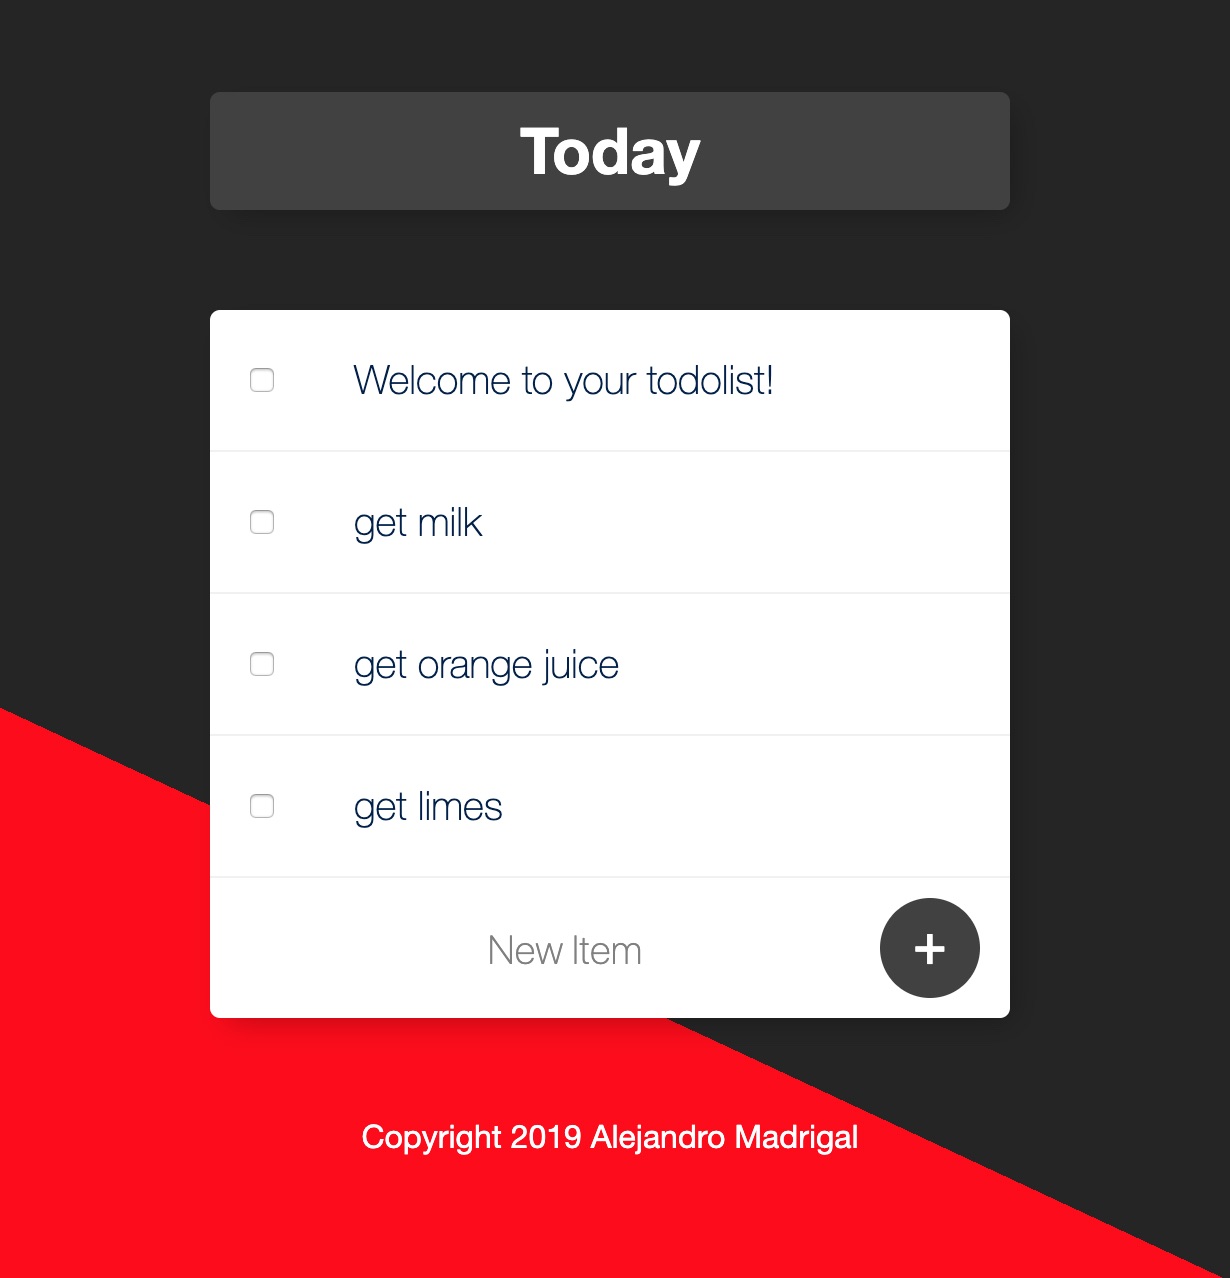 Today
Welcome to your todolist!
get milk
get orange juice
get limes
New Item
+
Copyright 2019 Alejandro Madrigal